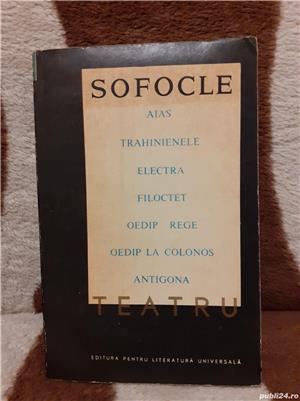 SOFOCLE
AIAS
TRAHINIENELE
ELECTRA
FILOCTET
OEDIP REGE
OEDIP LA COLONOS
ANTIGONA
TEATRU
EDITURA PENTRU LITERATURĂ UNIVERSALĂ
publi24.ro